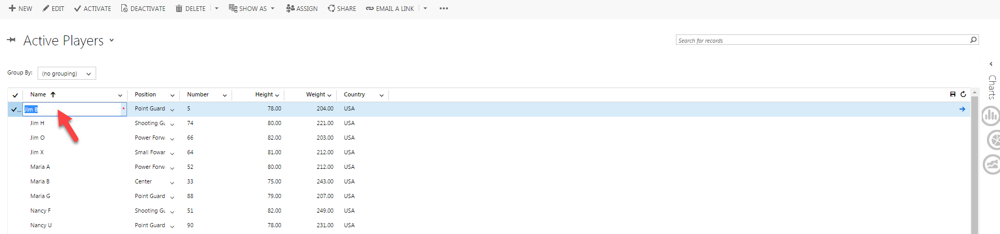 NEW EDIT ACTIVATE DEACTIVATE DELETE SHOW AS ASSIGN SHARE EMAIL A LINK
Active Players
Search for records
Group By: (no grouping)
Charts
Name Position Number Height Weight Country
Jim B * Point Guard 5 78.00 204.00 USA
Jim H Shooting Gu 74 80.00 221.00 USA
Jim O Power Forwa 66 82.00 203.00 USA
Jim X Small Fowar 64 81.00 212.00 USA
Maria A Power Forwa 52 80.00 212.00 USA
Maria B Center 33 75.00 243.00 USA
Maria G Point Guard 88 79.00 207.00 USA
Nancy F Shooting Gu 51 82.00 249.00 USA
Nancy U Point Guard 90 78.00 231.00 USA